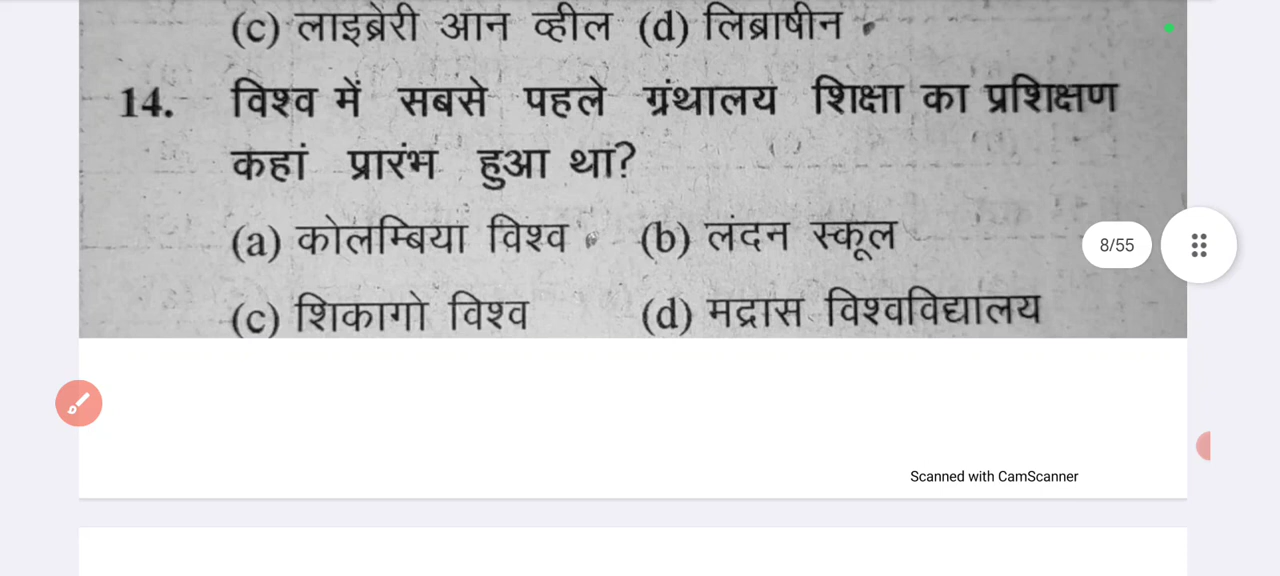 (c) लाइब्रेरी आन व्हील (d) लिब्राषीन
14. विश्व में सबसे पहले ग्रंथालय शिक्षा का प्रशिक्षण
कहां प्रारंभ हुआ था?
(a) कोलम्बिया विश्व (b) लंदन स्कूल
8/55
(c) शिकागो विश्व (d) मद्रास विश्वविद्यालय
Scanned with CamScanner